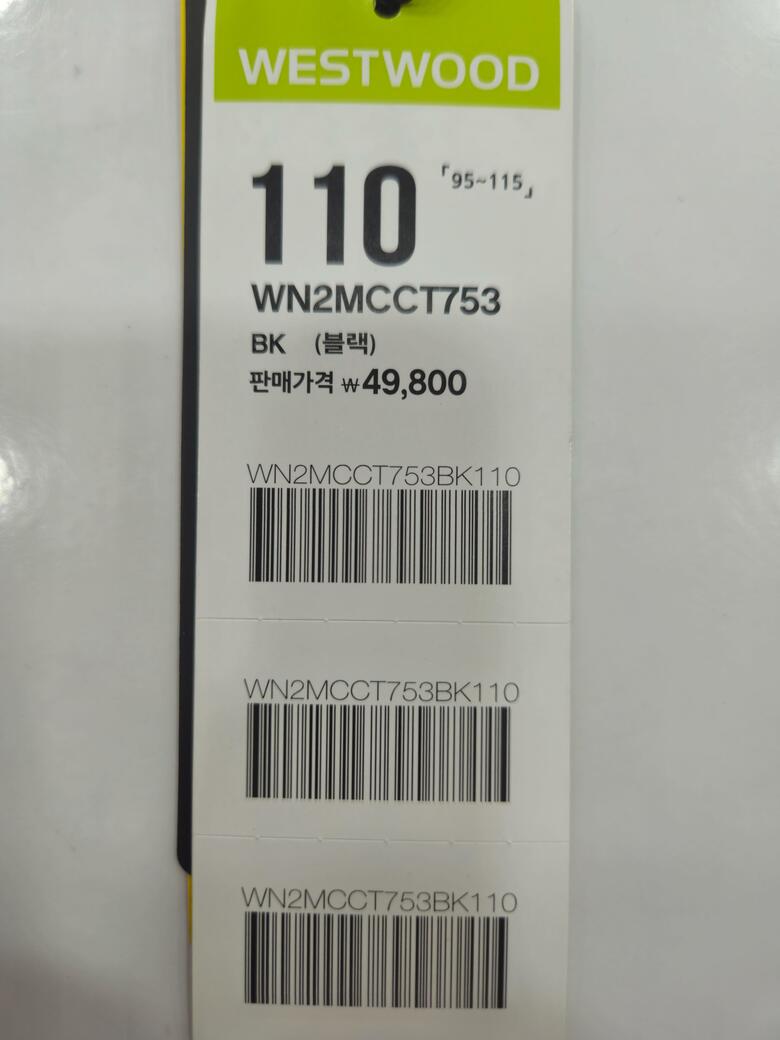 WESTWOOD
110 「95~115」
WN2MCCT753
BK (블랙)
판매가격 ₩49,800
WN2MCCT753BK110
WN2MCCT753BK110
WN2MCCT753BK110